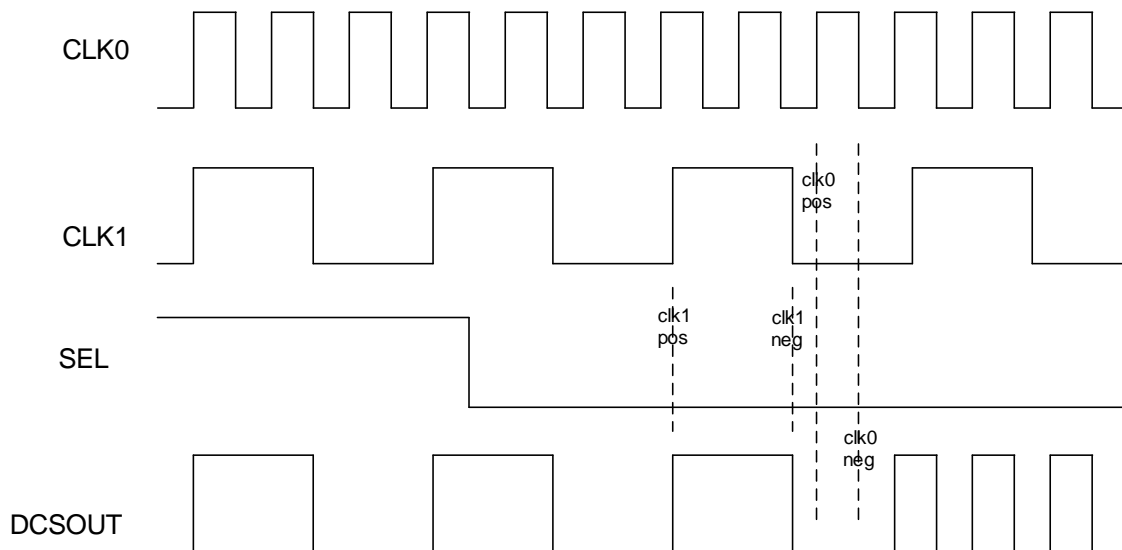 CLK0
clk0
pos
CLK1
clk1
pos
clk1
neg
SEL
clk0
neg
DCSOUT